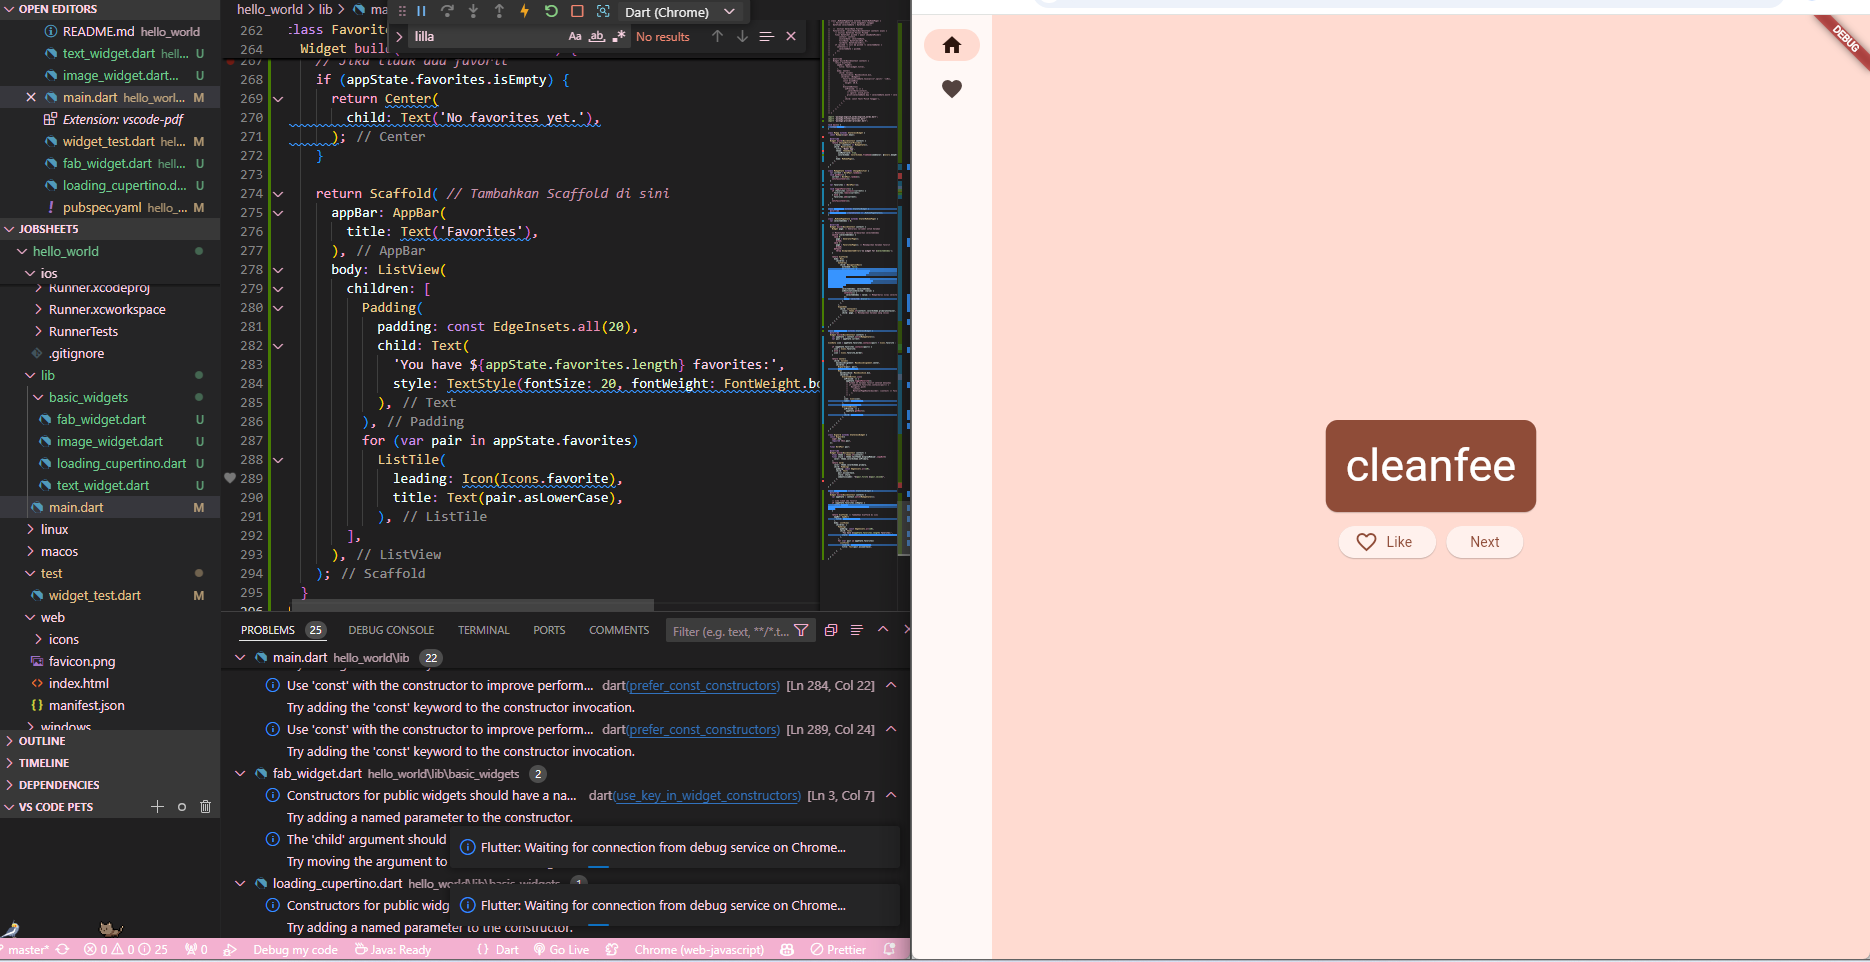 OPEN EDITORS
README.md hello_world
text_widget.dart hell... U
image_widget.dart... U
main.dart hello_worl... M
Extension: vscode-pdf
widget_test.dart hel... M
fab_widget.dart hell... U
loading_cupertino.d... U
! pubspec.yaml hello_... M
JOBSHEET5
hello_world
ios
Runner.xcodeproj
Runner.xcworkspace
RunnerTests
.gitignore
lib
basic_widgets
fab_widget.dart U
image_widget.dart U
loading_cupertino.dart U
text_widget.dart U
main.dart M
linux
macos
test
widget_test.dart M
web
icons
favicon.png
index.html
manifest.json
windows
OUTLINE
TIMELINE
DEPENDENCIES
VS CODE PETS
hello_world > lib > ma
Dart (Chrome)
lilla
Aa ab .* No results
262 class Favorite
264 Widget buil
267 // Jika tidak ada favorit
268 if (appState.favorites.isEmpty) {
269 return Center(
270 child: Text('No favorites yet.'),
271 ); // Center
272 }
273
274 return Scaffold( // Tambahkan Scaffold di sini
275 appBar: AppBar(
276 title: Text('Favorites'),
277 ), // AppBar
278 body: ListView(
279 children: [
280 Padding(
281 padding: const EdgeInsets.all(20),
282 child: Text(
283 'You have ${appState.favorites.length} favorites:',
284 style: TextStyle(fontSize: 20, fontWeight: FontWeight.bo
285 ), // Text
286 ), // Padding
287 for (var pair in appState.favorites)
288 ListTile(
289 leading: Icon(Icons.favorite),
290 title: Text(pair.asLowerCase),
291 ), // ListTile
292 ],
293 ), // ListView
294 ); // Scaffold
295 }
296
PROBLEMS 25 DEBUG CONSOLE TERMINAL PORTS COMMENTS Filter (e.g. text, **/*.t...
main.dart hello_world\lib 22
Use 'const' with the constructor to improve perform... dart(prefer_const_constructors) [Ln 284, Col 22]
Try adding the 'const' keyword to the constructor invocation.
Use 'const' with the constructor to improve perform... dart(prefer_const_constructors) [Ln 289, Col 24]
Try adding the 'const' keyword to the constructor invocation.
fab_widget.dart hello_world\lib\basic_widgets 2
Constructors for public widgets should have a na... dart(use_key_in_widget_constructors) [Ln 3, Col 7]
Try adding a named parameter to the constructor.
The 'child' argument should
Try moving the argument to
Flutter: Waiting for connection from debug service on Chrome...
loading_cupertino.dart hello_world\lib\basic_widgets 1
Constructors for public widg
Try adding a named parameter to the constructor.
Flutter: Waiting for connection from debug service on Chrome...
master* 0 0 25 0 Debug my code Java: Ready {} Dart Go Live Chrome (web-javascript) Prettier
DEBUG
cleanfee
Like
Next